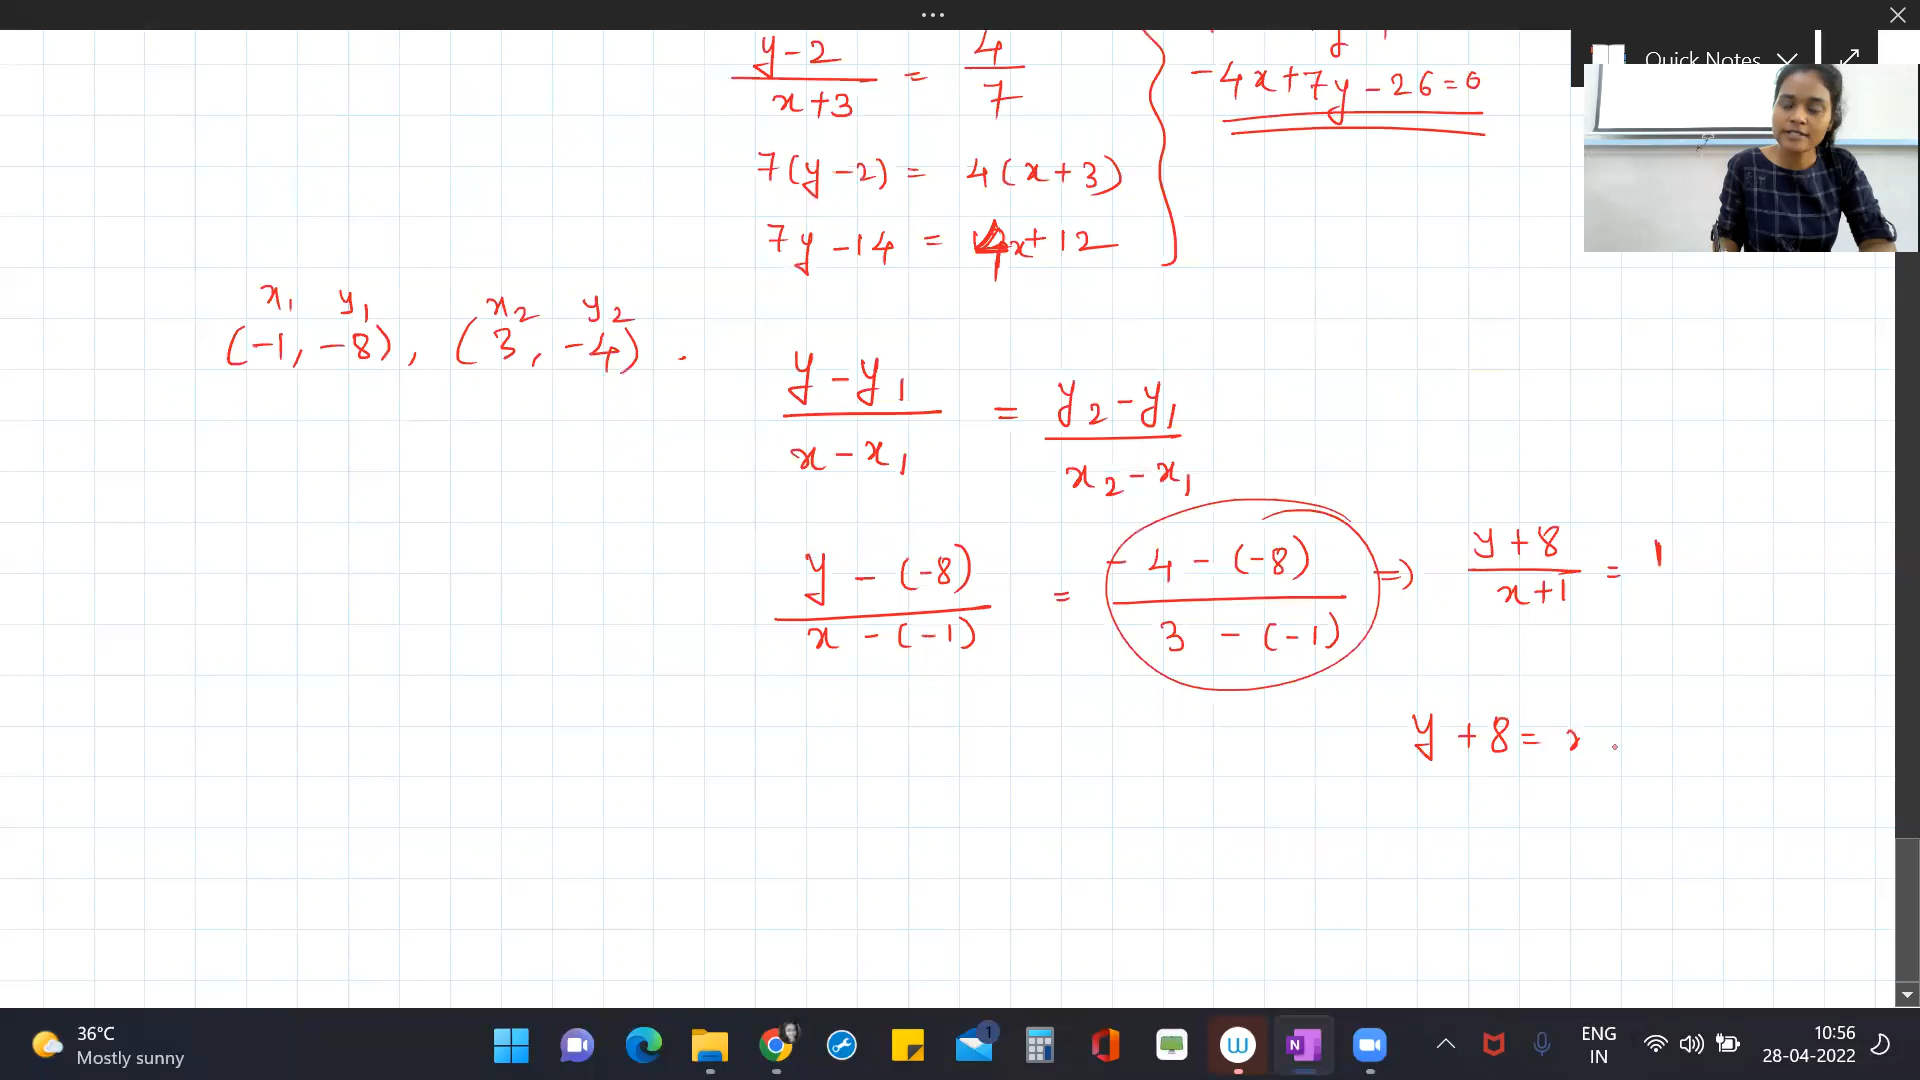 y-2 / x+3 = 4 / 7
-4x+7y-26=0
Quick Notes
7(y-2) = 4(x+3)
7y-14 = 4x+12
x1 y1 x2 y2
(-1, -8), (3, -4).
y-y1 / x-x1 = y2-y1 / x2-x1
y-(-8) / x-(-1) = -4-(-8) / 3-(-1) ⇒ y+8 / x+1 = 1
y+8= x
36°C
Mostly sunny
1
ENG
IN
10:56
28-04-2022